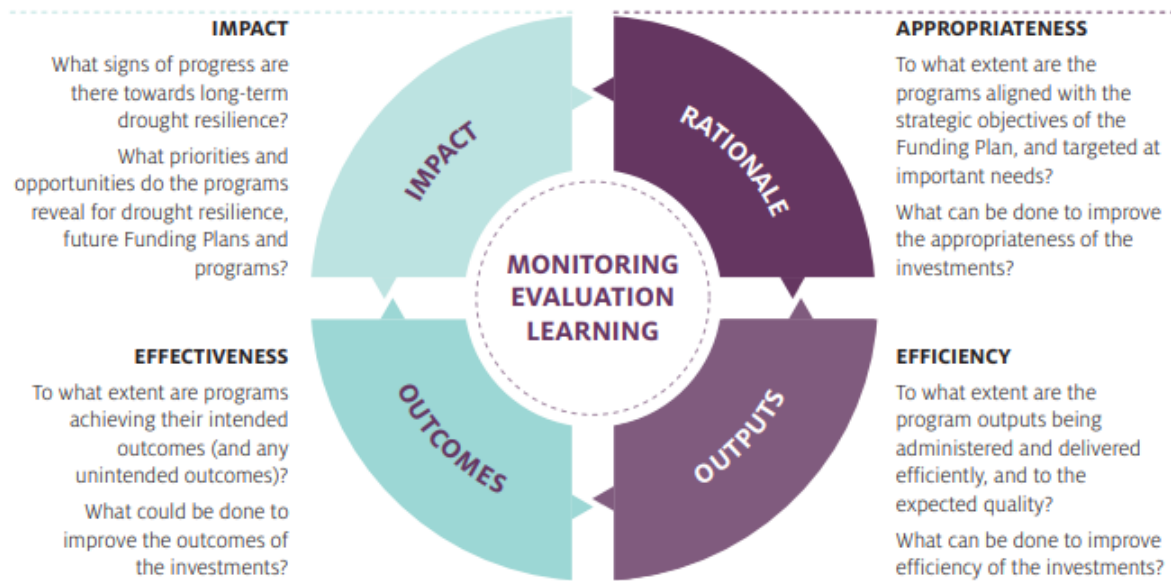 IMPACT
What signs of progress are
there towards long-term
drought resilience?
What priorities and
opportunities do the programs
reveal for drought resilience,
future Funding Plans and
programs?
EFFECTIVENESS
To what extent are programs
achieving their intended
outcomes (and any
unintended outcomes)?
What could be done to
improve the outcomes of
the investments?
IMPACT
RATIONALE
MONITORING
EVALUATION
LEARNING
OUTCOMES
OUTPUTS
APPROPRIATENESS
To what extent are the
programs aligned with the
strategic objectives of the
Funding Plan, and targeted at
important needs?
What can be done to improve
the appropriateness of the
investments?
EFFICIENCY
To what extent are the
program outputs being
administered and delivered
efficiently, and to the
expected quality?
What can be done to improve
efficiency of the investments?